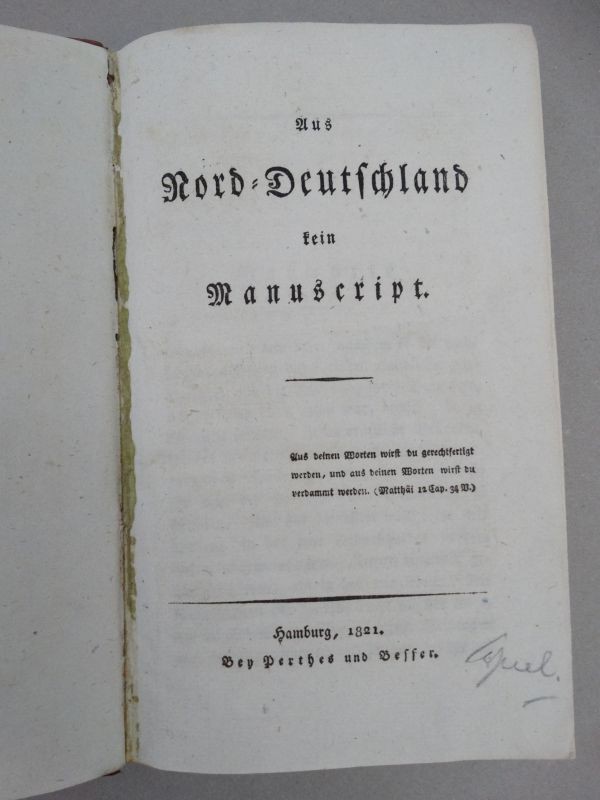 Aus
Nord-Deutschland
kein
Manuscript.
Aus deinen Worten wirst du gerechtfertigt
werden, und aus deinen Worten wirst du
verdammt werden. (Matthäi 12 Cap. 34 V.)
Hamburg, 1821.
Bey Perthes und Besser.